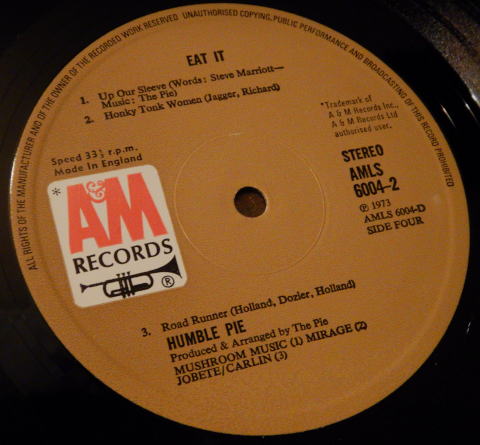 ALL RIGHTS OF THE MANUFACTURER AND OF THE OWNER OF THE RECORDED WORK RESERVED UNAUTHORISED COPYING, PUBLIC PERFORMANCE AND BROADCASTING OF THIS RECORD PROHIBITED
EAT IT
1. Up Our Sleeve (Words: Steve Marriott—
Music: The Pie)
2. Honky Tonk Women (Jagger, Richard)
Speed 33⅓ r.p.m.
Made in England
*Trademark of
A & M Records Inc.,
A & M Records Ltd
authorised user.
STEREO
AMLS
6004-2
℗ 1973
AMLS 6004-D
SIDE FOUR
*
A&M
RECORDS
®
3. Road Runner (Holland, Dozier, Holland)
HUMBLE PIE
Produced & Arranged by The Pie
MUSHROOM MUSIC (1) MIRAGE (2)
JOBETE/CARLIN (3)